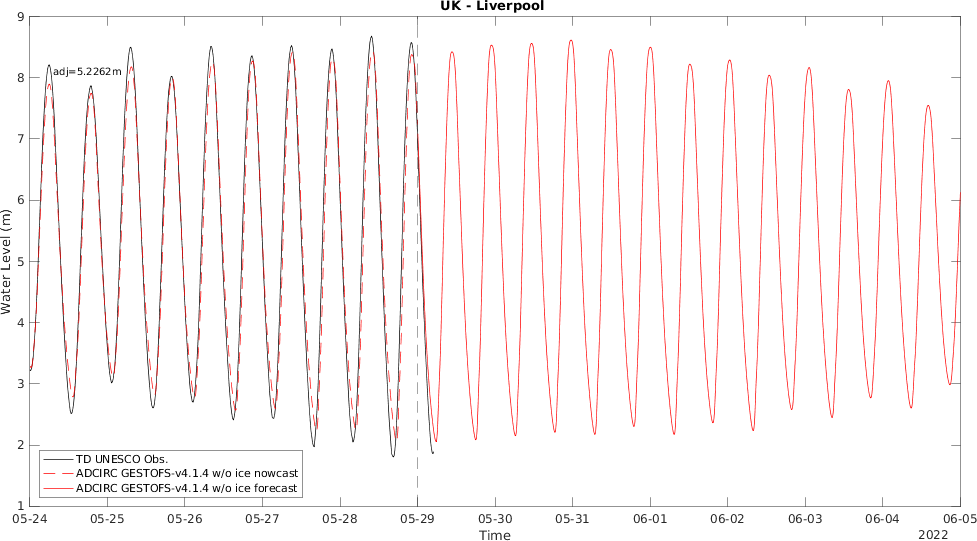 UK - Liverpool
9
8
7
6
5
4
3
2
1
Water Level (m)
adj=5.2262m
TD UNESCO Obs.
ADCIRC GESTOFS-v4.1.4 w/o ice nowcast
ADCIRC GESTOFS-v4.1.4 w/o ice forecast
05-24 05-25 05-26 05-27 05-28 05-29 05-30 05-31 06-01 06-02 06-03 06-04 06-05
Time
2022